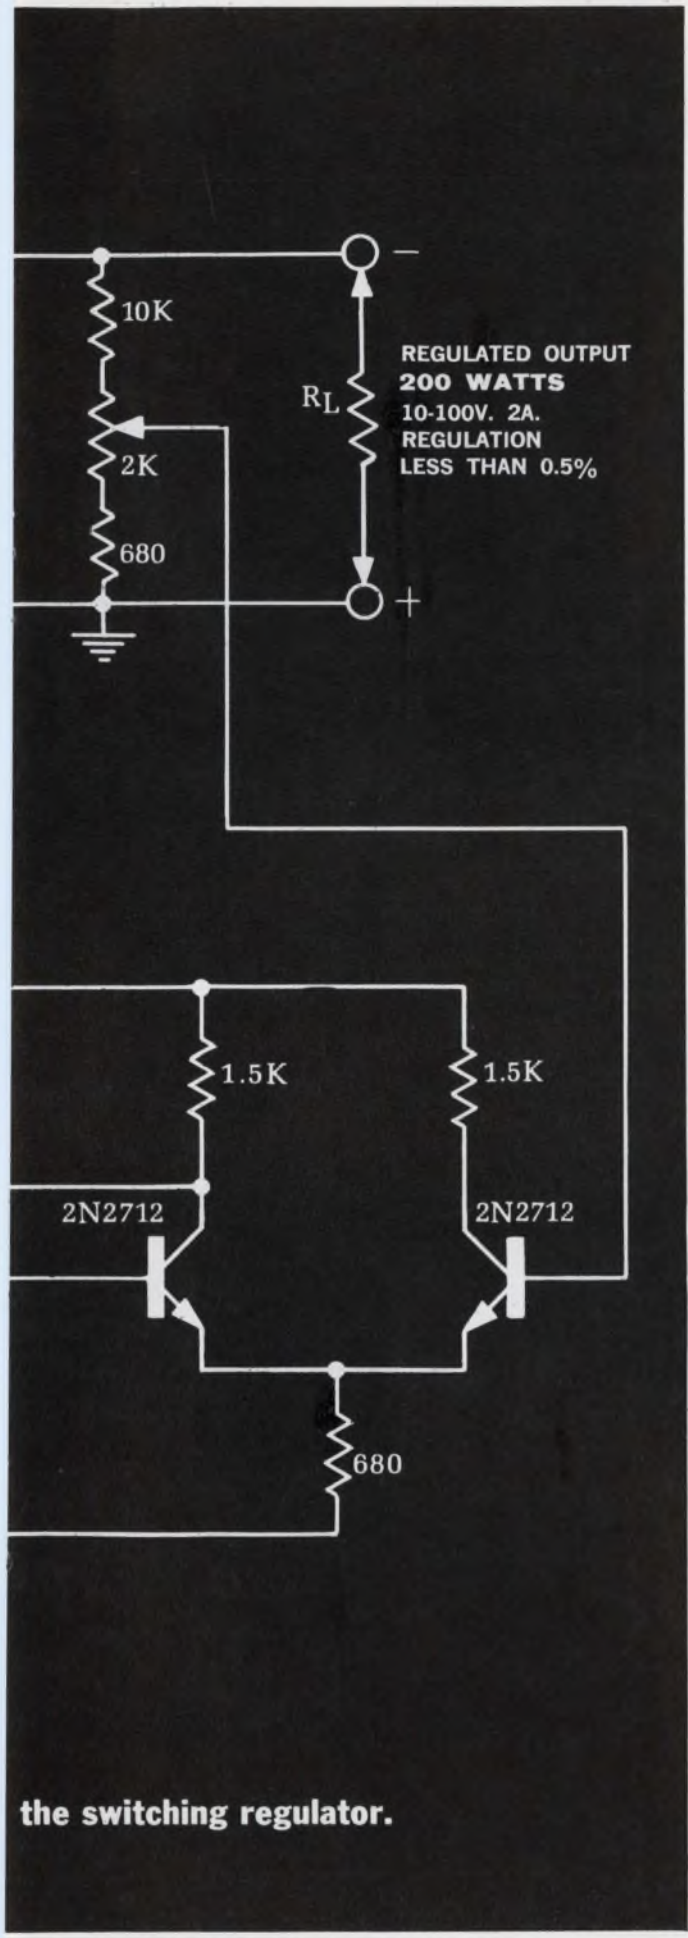 −
10K
REGULATED OUTPUT
200 WATTS
10-100V. 2A.
REGULATION
LESS THAN 0.5%
RL
2K
680
+
1.5K
1.5K
2N2712
2N2712
680
the switching regulator.